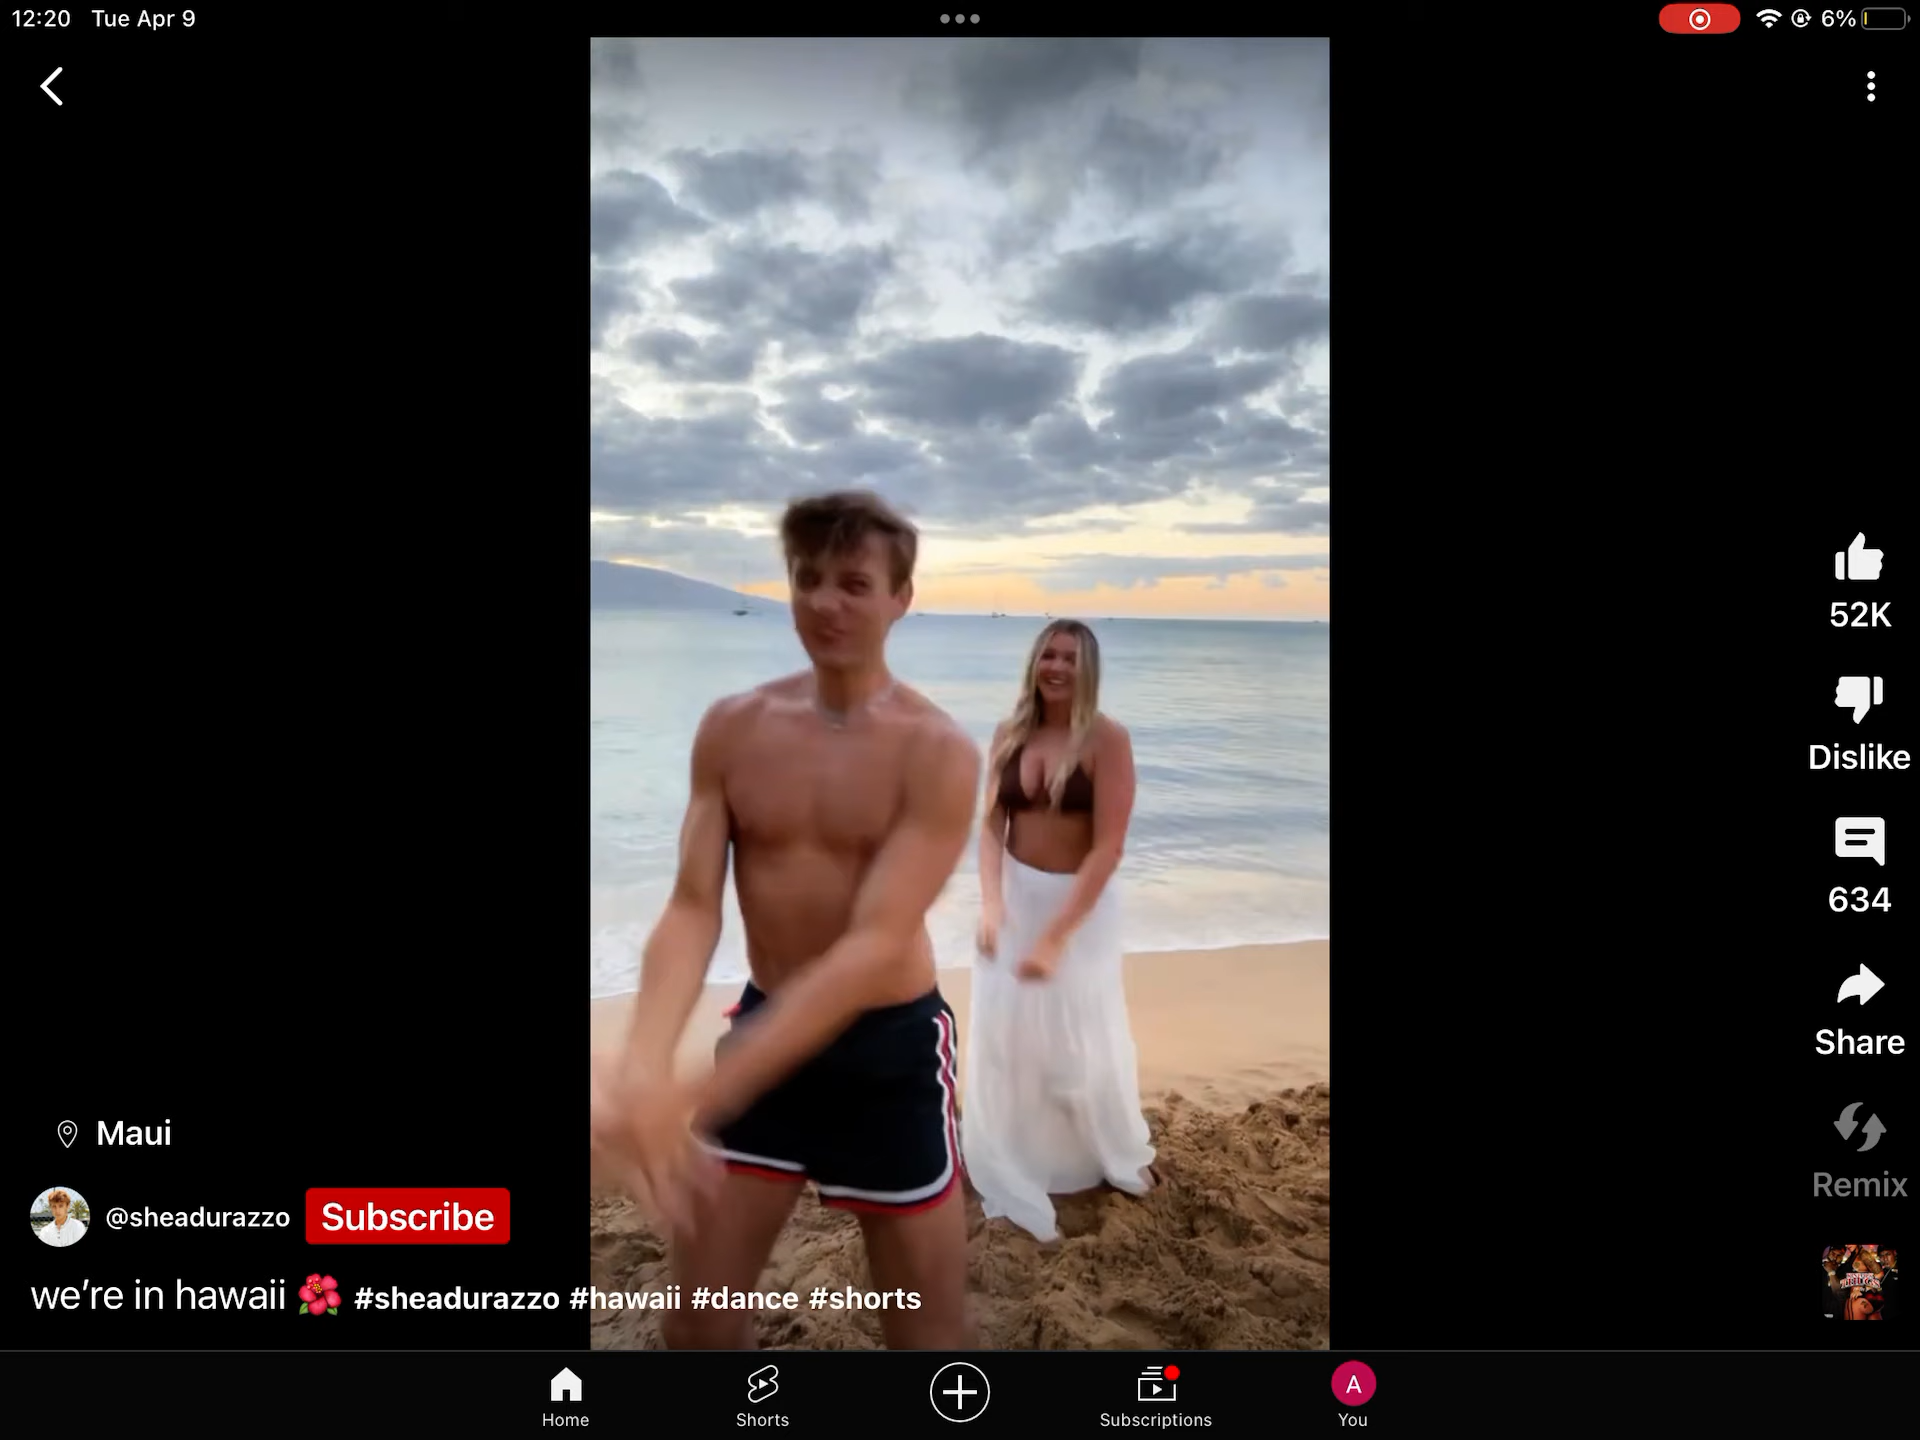 12:20 Tue Apr 9
6%
52K
Dislike
634
Share
Remix
Maui
@sheadurazzo Subscribe
we're in hawaii 🌺 #sheadurazzo #hawaii #dance #shorts
Home Shorts Subscriptions A You